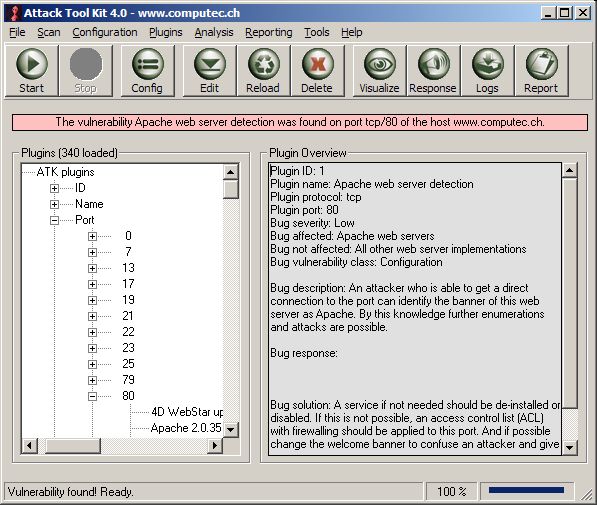 Attack Tool Kit 4.0 - www.computec.ch
File Scan Configuration Plugins Analysis Reporting Tools Help
Start Stop Config Edit Reload Delete Visualize Response Logs Report
The vulnerability Apache web server detection was found on port tcp/80 of the host www.computec.ch.
Plugins (340 loaded)
ATK plugins
ID
Name
Port
0
7
13
17
19
21
22
23
25
79
80
4D WebStar up
Apache 2.0.35
Plugin Overview
Plugin ID: 1
Plugin name: Apache web server detection
Plugin protocol: tcp
Plugin port: 80
Bug severity: Low
Bug affected: Apache web servers
Bug not affected: All other web server implementations
Bug vulnerability class: Configuration
Bug description: An attacker who is able to get a direct
connection to the port can identify the banner of this web
server as Apache. By this knowledge further enumerations
and attacks are possible.
Bug response:
Bug solution: A service if not needed should be de-installed or
disabled. If this is not possible, an access control list (ACL)
with firewalling should be applied to this port. And if possible
change the welcome banner to confuse an attacker and give
Vulnerability found! Ready.
100 %